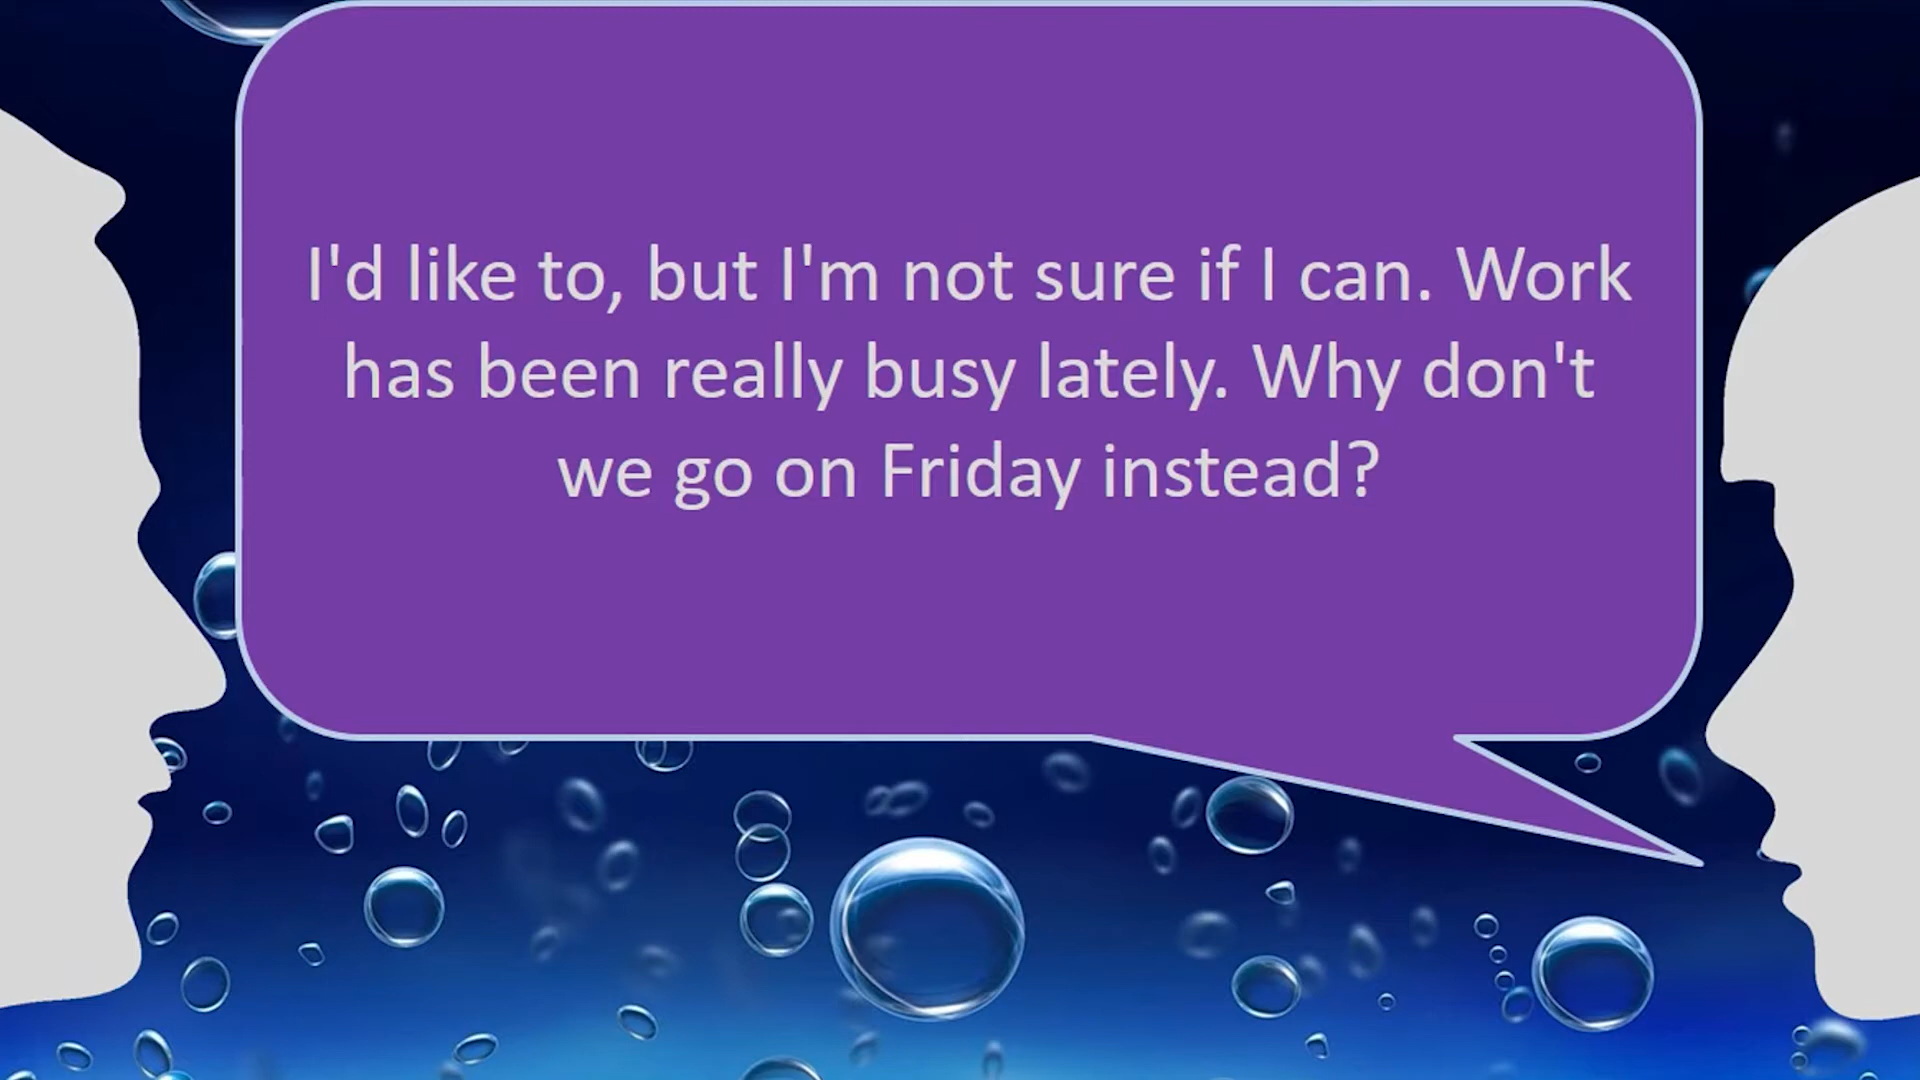 I'd like to, but I'm not sure if I can. Work
has been really busy lately. Why don't
we go on Friday instead?